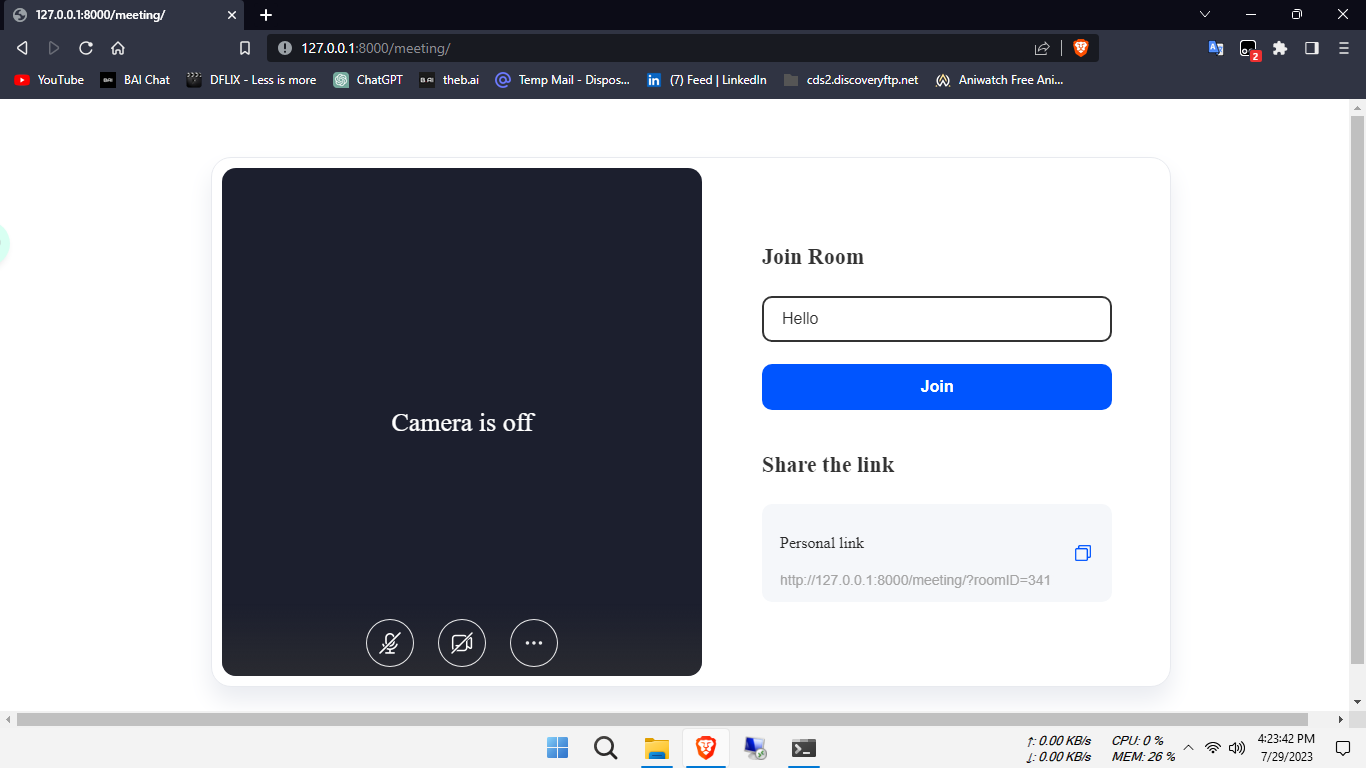 127.0.0.1:8000/meeting/
127.0.0.1:8000/meeting/
2
YouTube
BAI Chat
DFLIX - Less is more
ChatGPT
theb.ai
Temp Mail - Dispos...
(7) Feed | LinkedIn
cds2.discoveryftp.net
Aniwatch Free Ani...
Join Room
Hello
Join
Camera is off
Share the link
Personal link
http://127.0.0.1:8000/meeting/?roomID=341
↑: 0.00 KB/s CPU: 0 %
↓: 0.00 KB/s MEM: 26 %
4:23:42 PM
7/29/2023